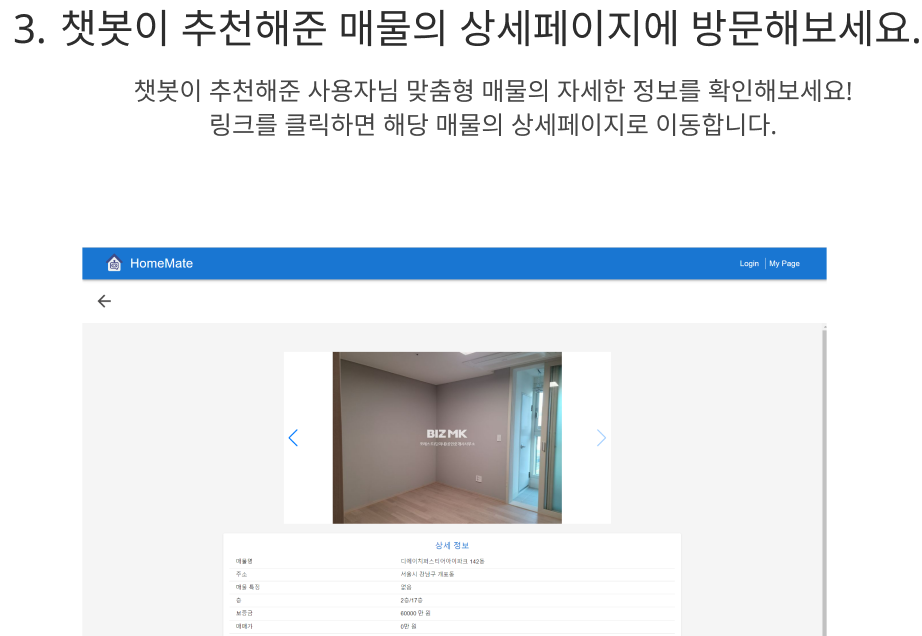 3. 챗봇이 추천해준 매물의 상세페이지에 방문해보세요.
챗봇이 추천해준 사용자님 맞춤형 매물의 자세한 정보를 확인해보세요!
링크를 클릭하면 해당 매물의 상세페이지로 이동합니다.
HomeMate
Login
My Page
BIZMK
상세 정보
매물명
디에이치퍼스티어아이파크 142동
주소
서울시 강남구 개포동
매물 특징
없음
층
2층/17층
보증금
60000만 원
매매가
0만 원